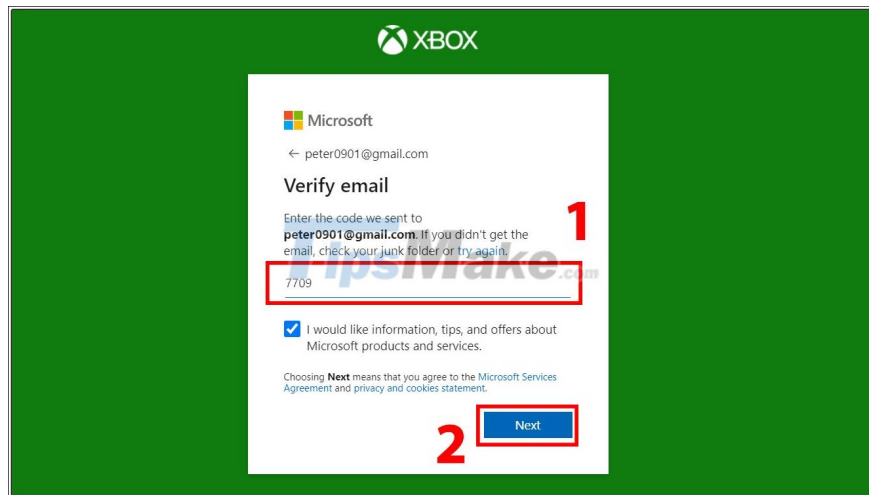 XBOX
Microsoft
← peter0901@gmail.com
Verify email
1
Enter the code we sent to
peter0901@gmail.com. If you didn't get the
email, check your junk folder or try again.
TipsMake.com
7709
I would like information, tips, and offers about
Microsoft products and services.
Choosing Next means that you agree to the Microsoft Services
Agreement and privacy and cookies statement.
2
Next